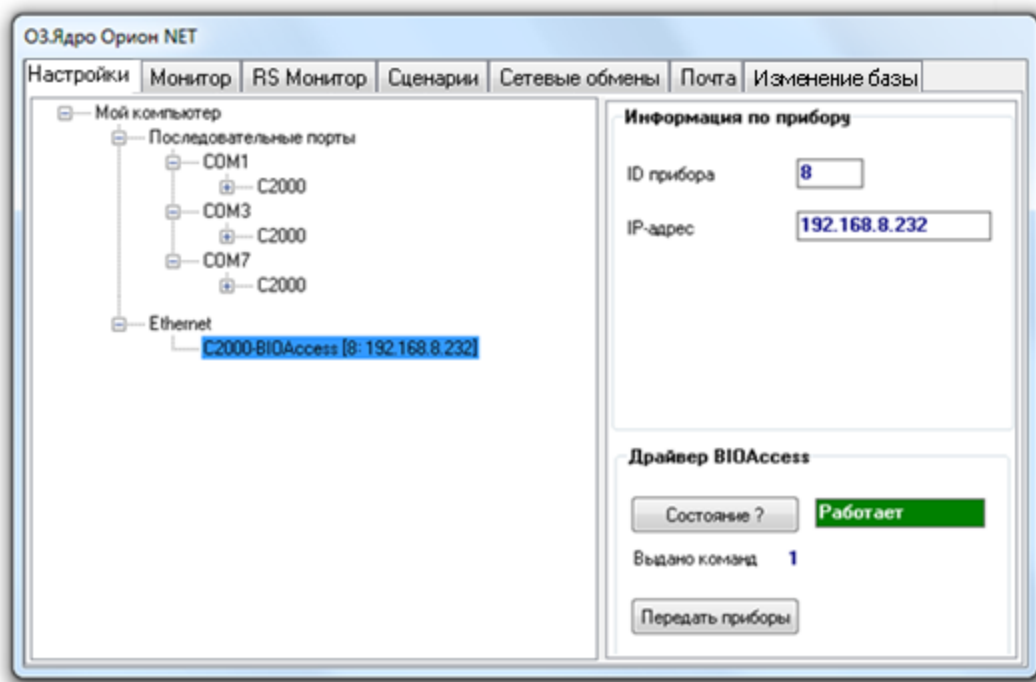 ОЗ.Ядро Орион NET
Настройки Монитор RS Монитор Сценарии Сетевые обмены Почта Изменение базы
Мой компьютер
Последовательные порты
COM1
C2000
COM3
C2000
COM7
C2000
Ethernet
C2000-BIOAccess [8: 192.168.8.232]
Информация по прибору
ID прибора 8
IP-адрес 192.168.8.232
Драйвер BIOAccess
Состояние ? Работает
Выдано команд 1
Передать приборы